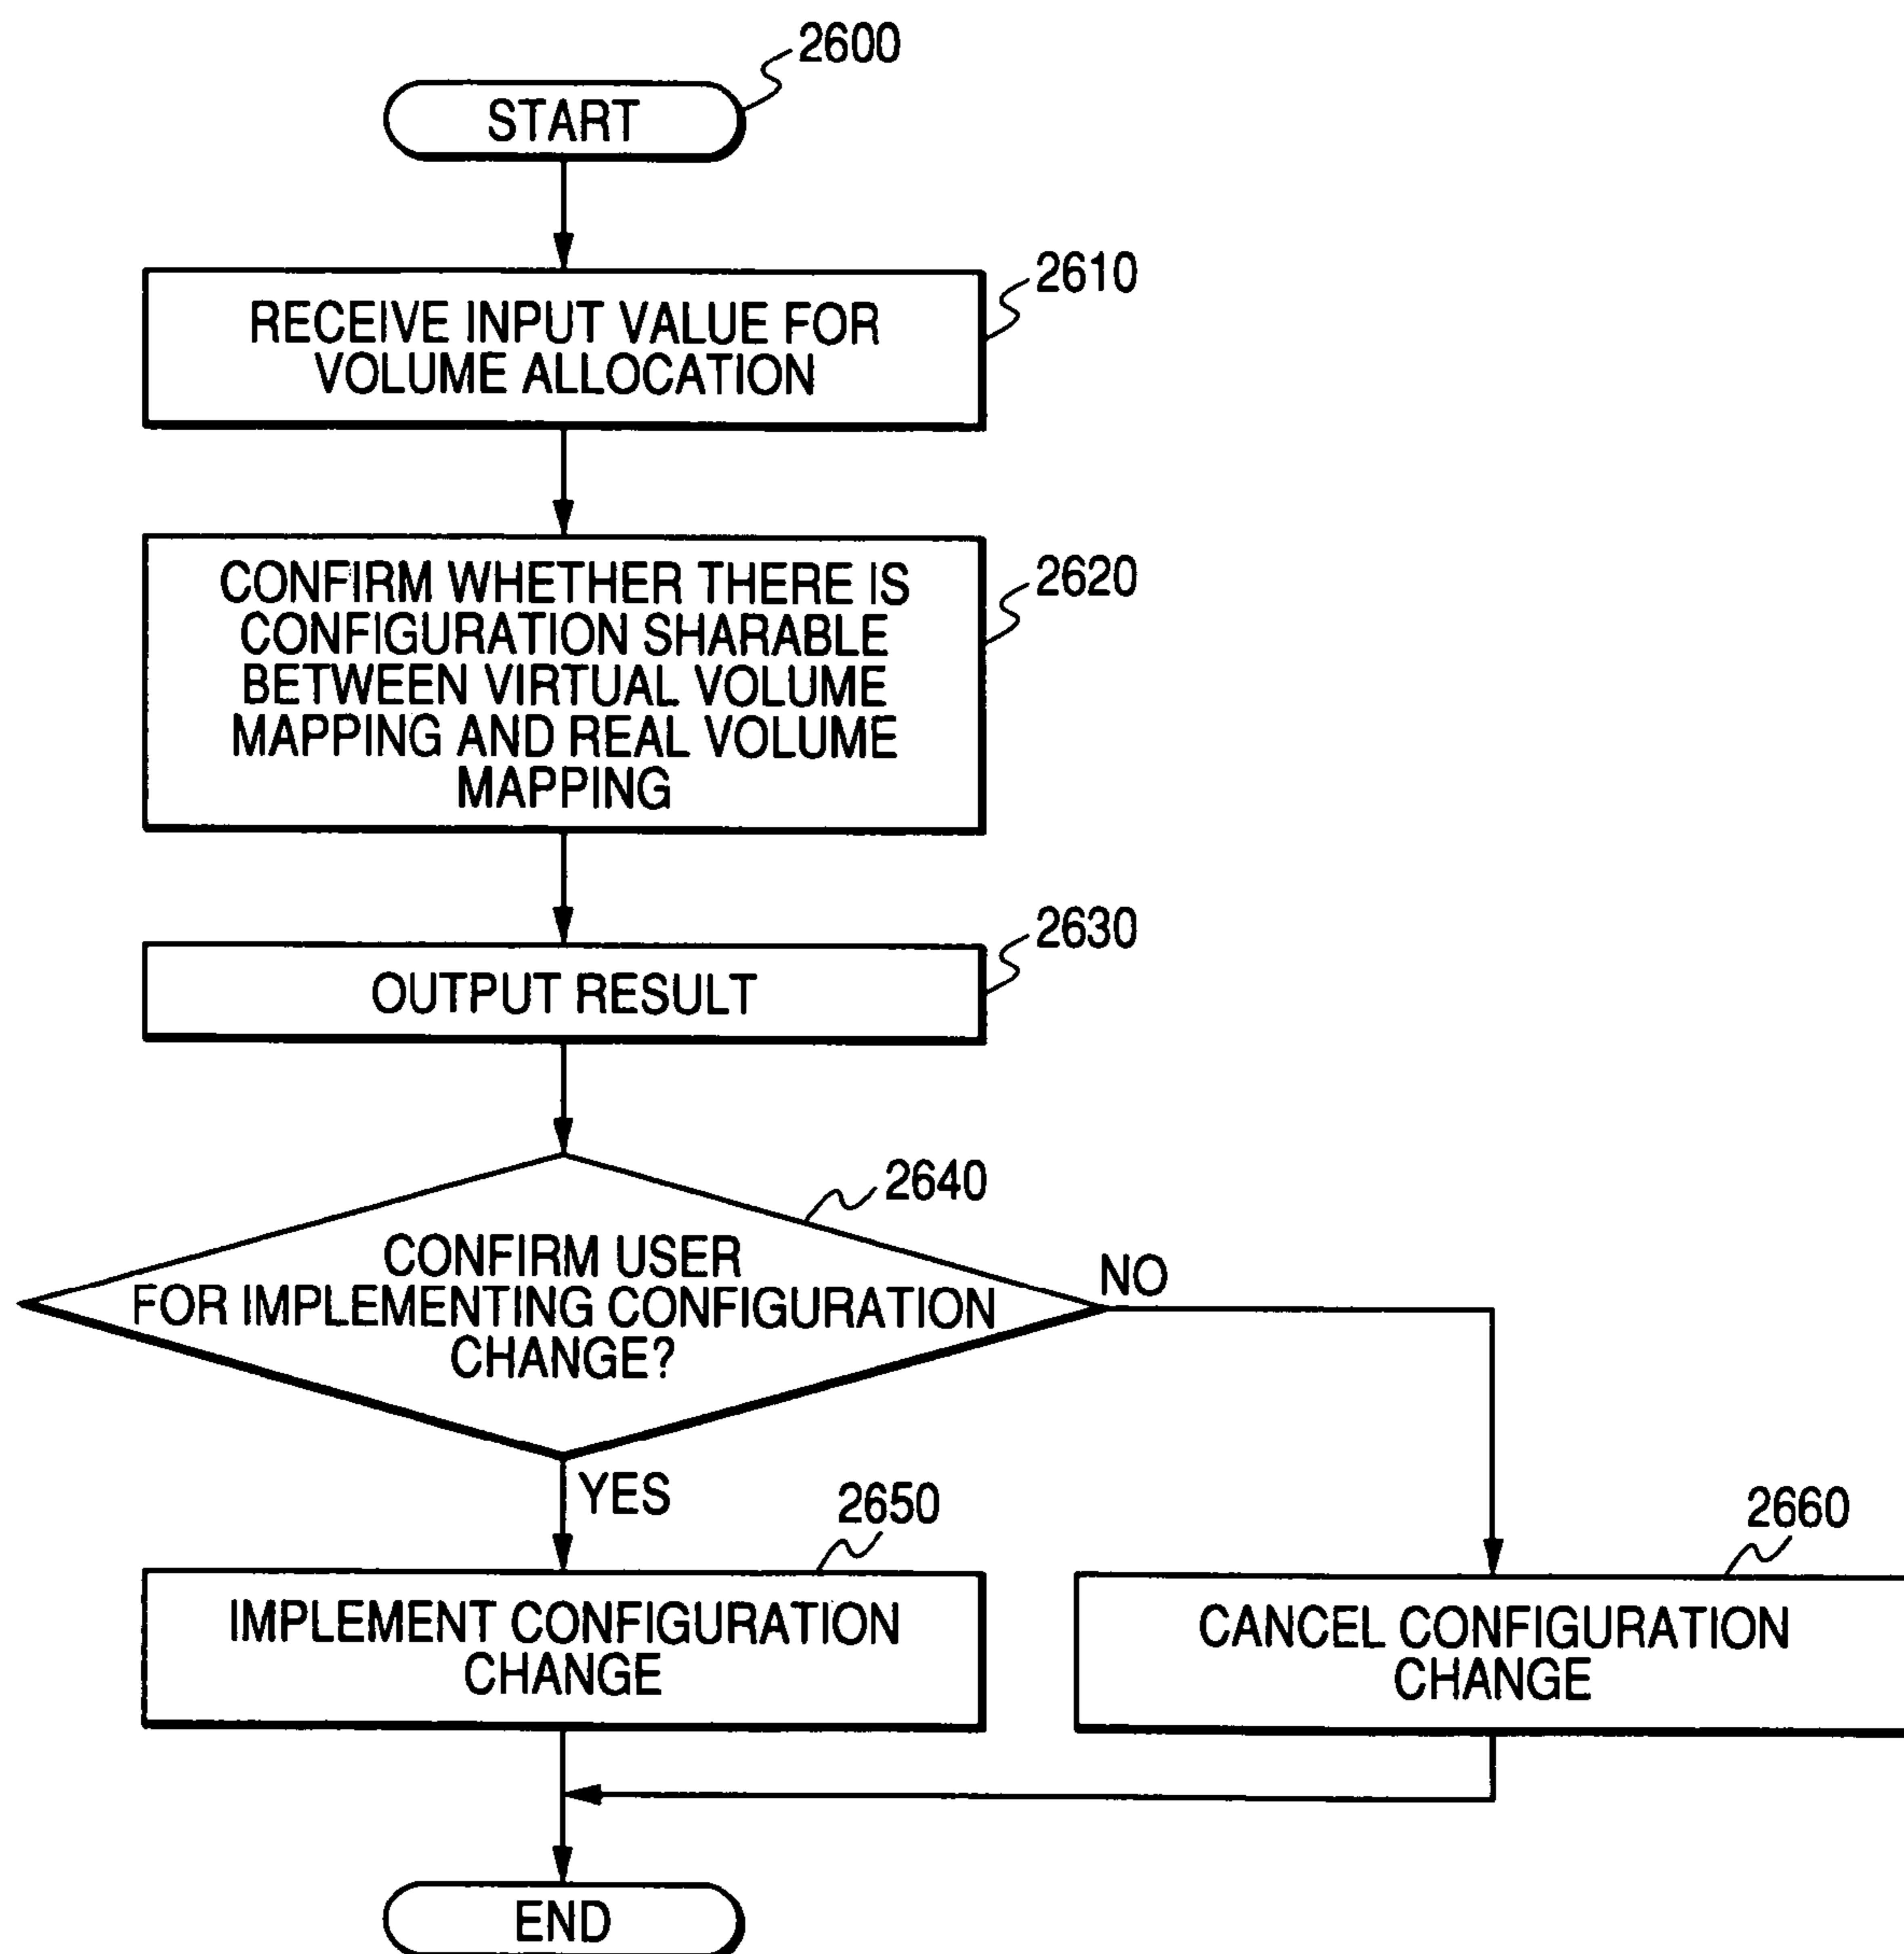 2600
START
2610
RECEIVE INPUT VALUE FOR
VOLUME ALLOCATION
2620
CONFIRM WHETHER THERE IS
CONFIGURATION SHARABLE
BETWEEN VIRTUAL VOLUME
MAPPING AND REAL VOLUME
MAPPING
2630
OUTPUT RESULT
2640
CONFIRM USER
FOR IMPLEMENTING CONFIGURATION
CHANGE?
NO
YES
2650
IMPLEMENT CONFIGURATION
CHANGE
2660
CANCEL CONFIGURATION
CHANGE
END